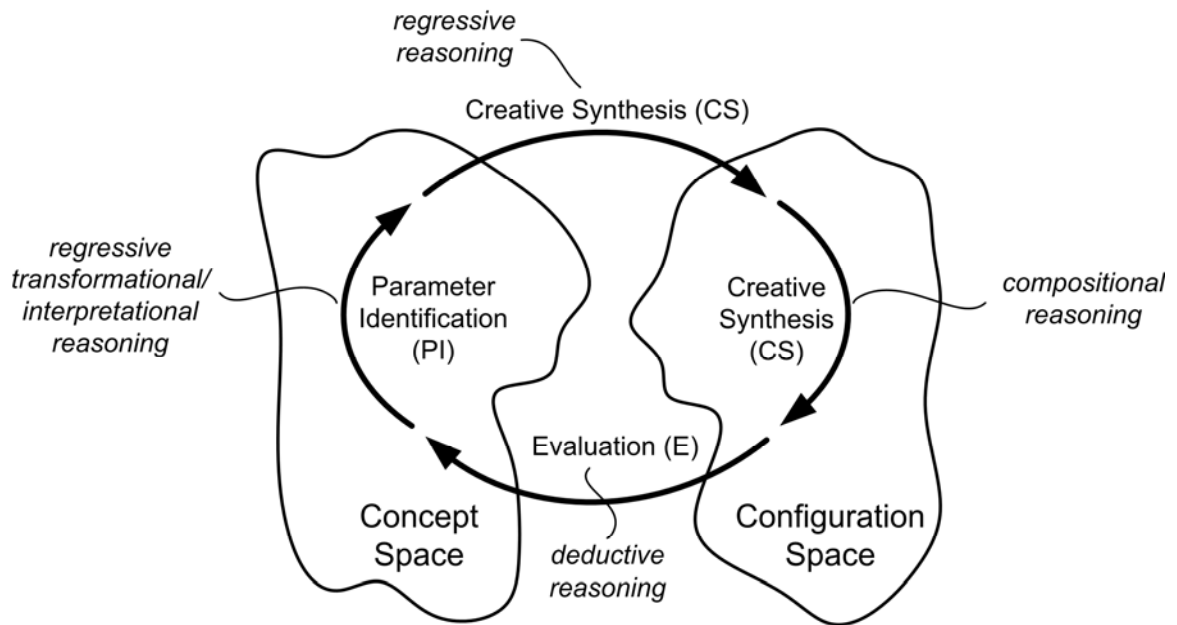 regressive
reasoning
Creative Synthesis (CS)
regressive
transformational/
interpretational
reasoning
Parameter
Identification
(PI)
Creative
Synthesis
(CS)
compositional
reasoning
Evaluation (E)
Concept
Space
Configuration
Space
deductive
reasoning